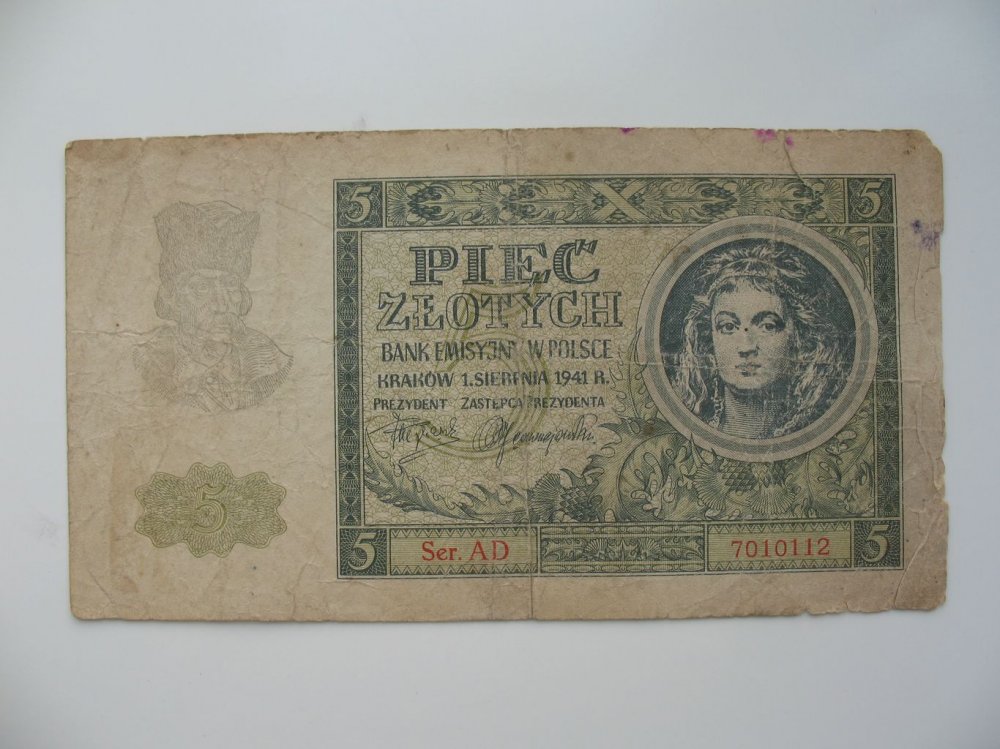 5
5
PIĘĆ
ZŁOTYCH
BANK EMISYJNY W POLSCE
KRAKÓW 1. SIERPNIA 1941 R.
PREZYDENT ZASTĘPCA PREZYDENTA
5
5
Ser. AD
7010112
5